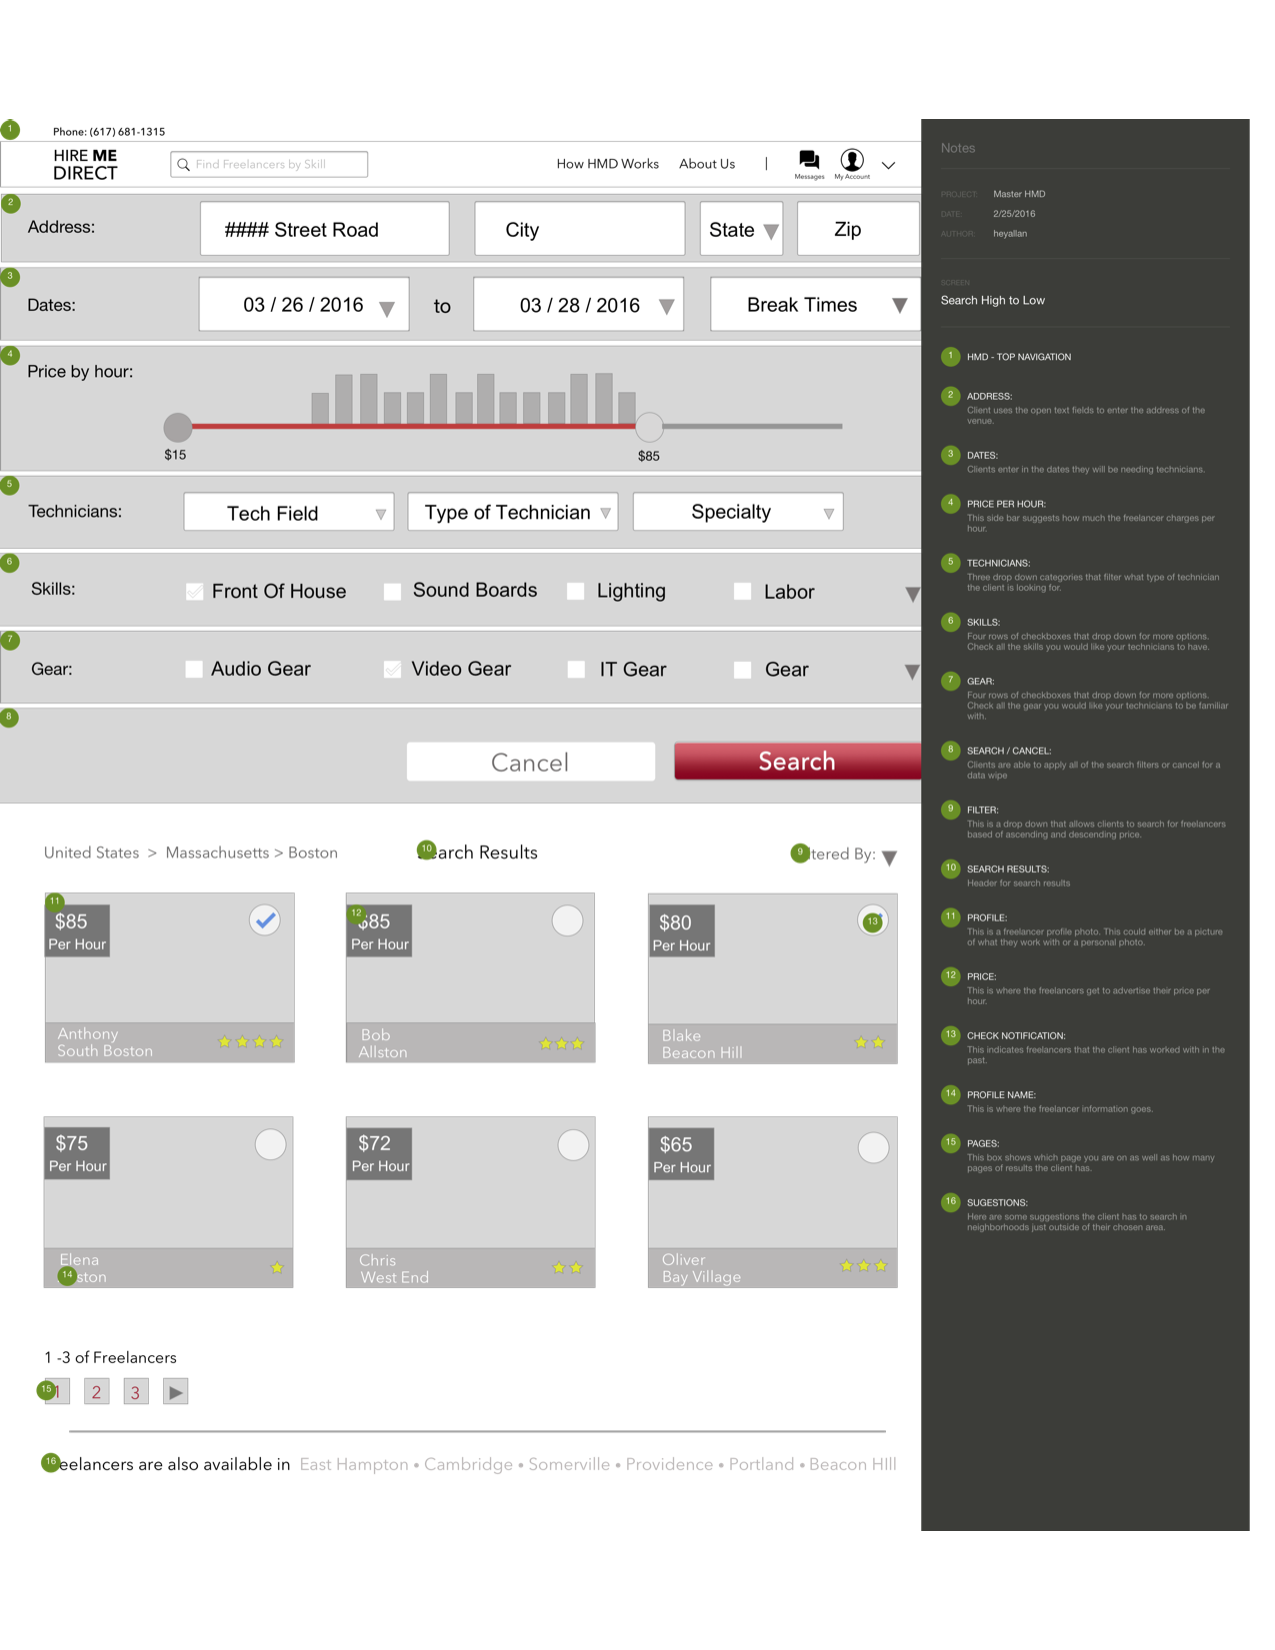 1
Phone: (617) 681-1315
HIRE ME
DIRECT
Find Freelancers by Skill
How HMD Works About Us |
Messages My Account
2
Address: #### Street Road City State Zip
3
Dates: 03 / 26 / 2016 to 03 / 28 / 2016 Break Times
4
Price by hour:
$15 $85
5
Technicians: Tech Field Type of Technician Specialty
6
Skills: Front Of House Sound Boards Lighting Labor
7
Gear: Audio Gear Video Gear IT Gear Gear
8
Cancel Search
United States > Massachusetts > Boston
10 arch Results
9 tered By:
11
$85
Per Hour
Anthony
South Boston
12
$85
Per Hour
Bob
Allston
$80
Per Hour
13
Blake
Beacon Hill
$75
Per Hour
Elena
14 ston
$72
Per Hour
Chris
West End
$65
Per Hour
Oliver
Bay Village
1 -3 of Freelancers
15 1 2 3
16 eelancers are also available in East Hampton • Cambridge • Somerville • Providence • Portland • Beacon HIll
Notes
PROJECT: Master HMD
DATE: 2/25/2016
AUTHOR: heyallan
SCREEN
Search High to Low
1 HMD - TOP NAVIGATION
2 ADDRESS:
Client uses the open text fields to enter the address of the
venue.
3 DATES:
Clients enter in the dates they will be needing technicians.
4 PRICE PER HOUR:
This side bar suggests how much the freelancer charges per
hour.
5 TECHNICIANS:
Three drop down categories that filter what type of technician
the client is looking for.
6 SKILLS:
Four rows of checkboxes that drop down for more options.
Check all the skills you would like your technicians to have.
7 GEAR:
Four rows of checkboxes that drop down for more options.
Check all the gear you would like your technicians to be familiar
with.
8 SEARCH / CANCEL:
Clients are able to apply all of the search filters or cancel for a
data wipe
9 FILTER:
This is a drop down that allows clients to search for freelancers
based of ascending and descending price.
10 SEARCH RESULTS:
Header for search results
11 PROFILE:
This is a freelancer profile photo. This could either be a picture
of what they work with or a personal photo.
12 PRICE:
This is where the freelancers get to advertise their price per
hour.
13 CHECK NOTIFICATION:
This indicates freelancers that the client has worked with in the
past.
14 PROFILE NAME:
This is where the freelancer information goes.
15 PAGES:
This box shows which page you are on as well as how many
pages of results the client has.
16 SUGESTIONS:
Here are some suggestions the client has to search in
neighborhoods just outside of their chosen area.